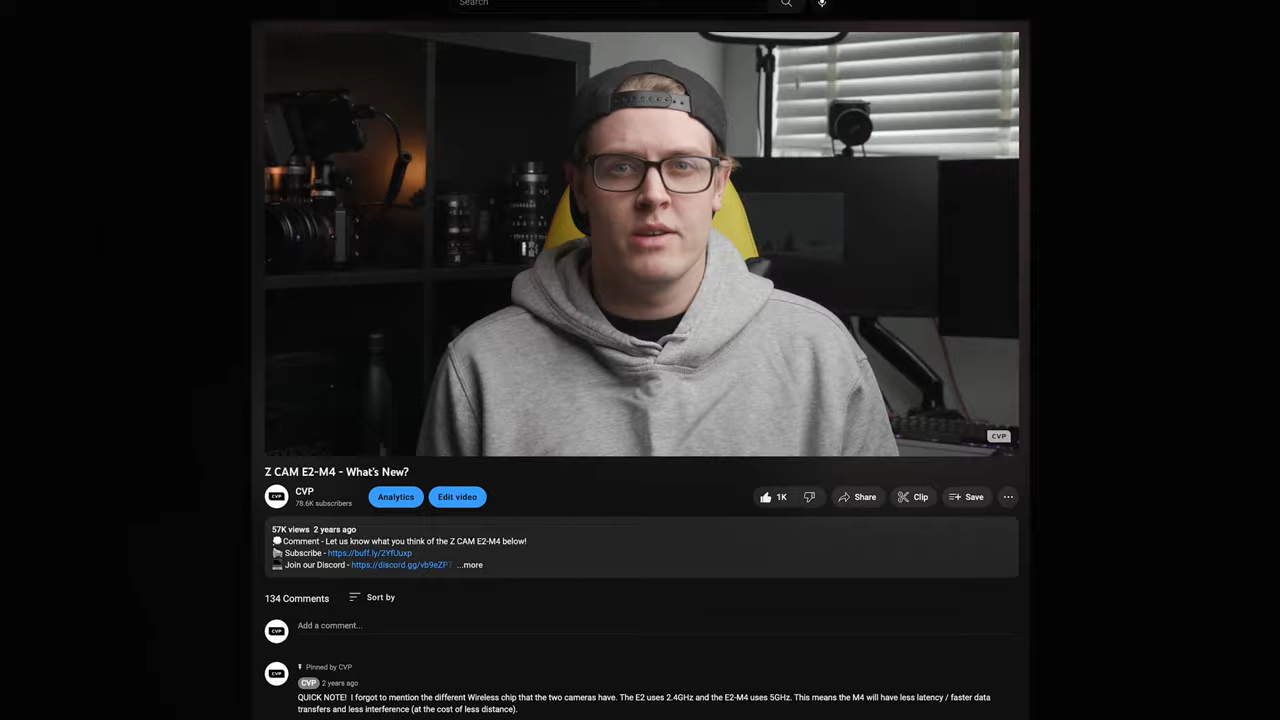 Search
CVP
Z CAM E2-M4 - What's New?
CVP
CVP
78.6K subscribers
Analytics
Edit video
1K
Share
Clip
Save
57K views 2 years ago
Comment - Let us know what you think of the Z CAM E2-M4 below!
Subscribe - https://buff.ly/2YfUuxp
Join our Discord - https://discord.gg/vb9eZP7 ...more
134 Comments
Sort by
CVP
Add a comment...
Pinned by CVP
CVP
CVP 2 years ago
QUICK NOTE! I forgot to mention the different Wireless chip that the two cameras have. The E2 uses 2.4GHz and the E2-M4 uses 5GHz. This means the M4 will have less latency / faster data
transfers and less interference (at the cost of less distance).